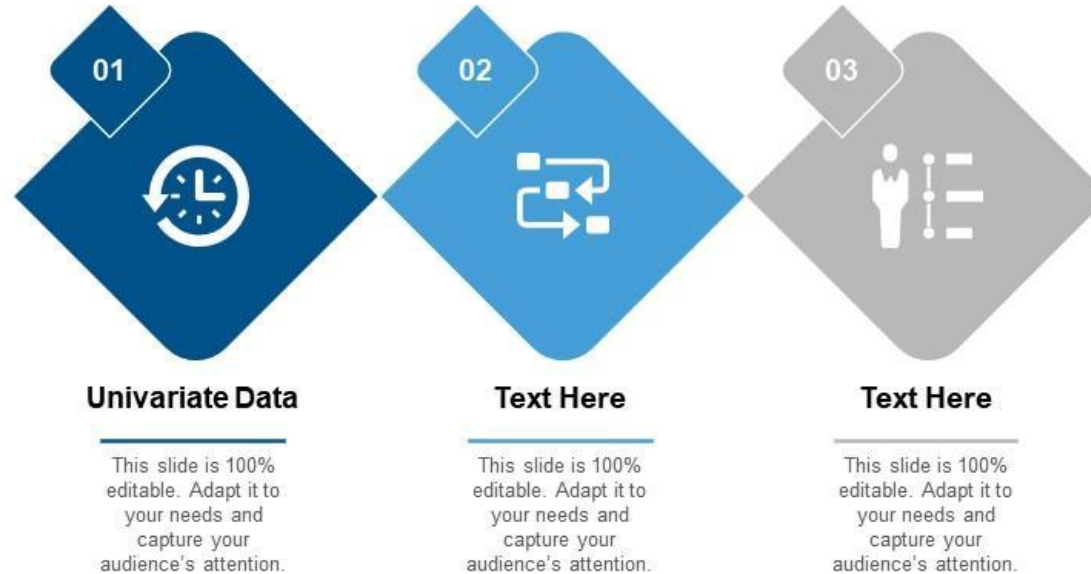 01
02
03
Univariate Data
Text Here
Text Here
This slide is 100%
editable. Adapt it to
your needs and
capture your
audience's attention.
This slide is 100%
editable. Adapt it to
your needs and
capture your
audience's attention.
This slide is 100%
editable. Adapt it to
your needs and
capture your
audience's attention.